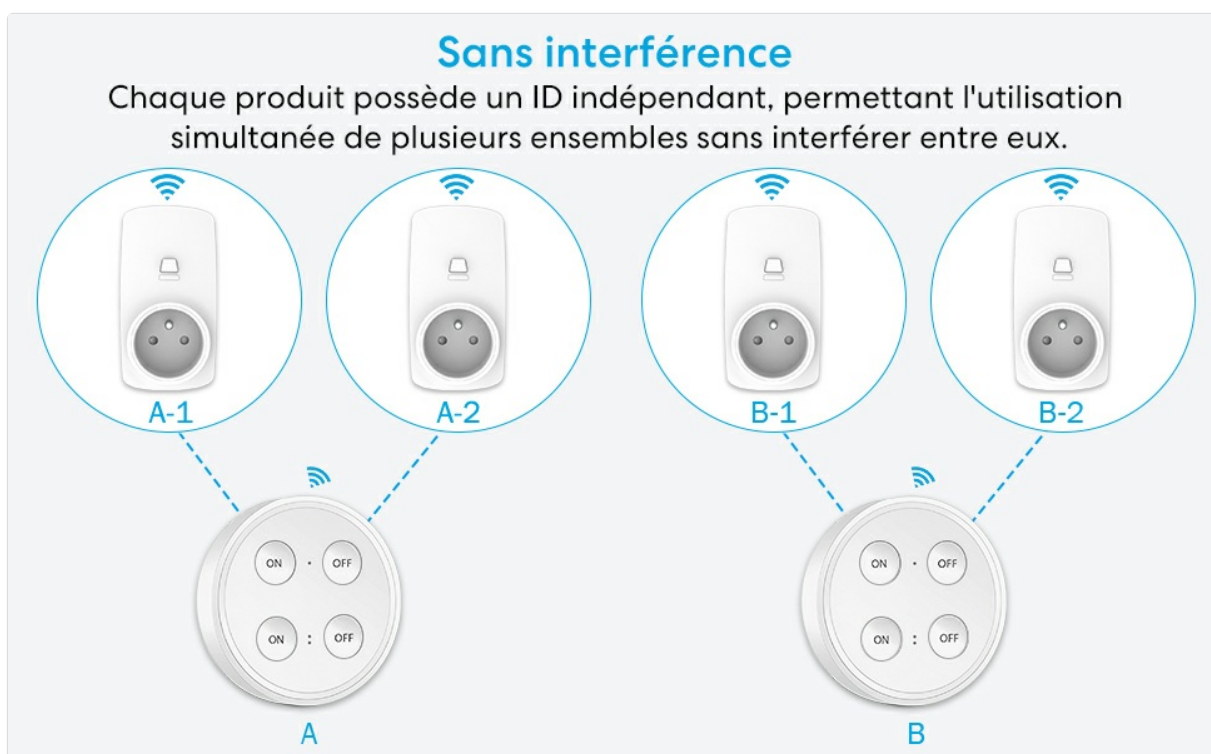 Sans interférence
Chaque produit possède un ID indépendant, permettant l'utilisation
simultanée de plusieurs ensembles sans interférer entre eux.
A-1
A-2
B-1
B-2
ON · OFF
ON : OFF
A
ON · OFF
ON : OFF
B